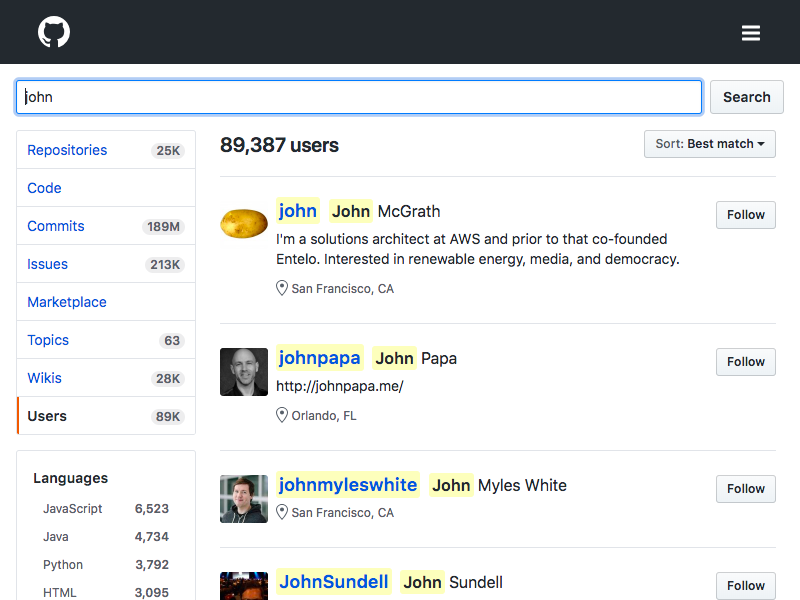 john
Search
Repositories 25K
Code
Commits 189M
Issues 213K
Marketplace
Topics 63
Wikis 28K
Users 89K
Languages
JavaScript 6,523
Java 4,734
Python 3,792
HTML 3,095
89,387 users
Sort: Best match
john John McGrath
Follow
I'm a solutions architect at AWS and prior to that co-founded
Entelo. Interested in renewable energy, media, and democracy.
San Francisco, CA
johnpapa John Papa
Follow
http://johnpapa.me/
Orlando, FL
johnmyleswhite John Myles White
Follow
San Francisco, CA
JohnSundell John Sundell
Follow